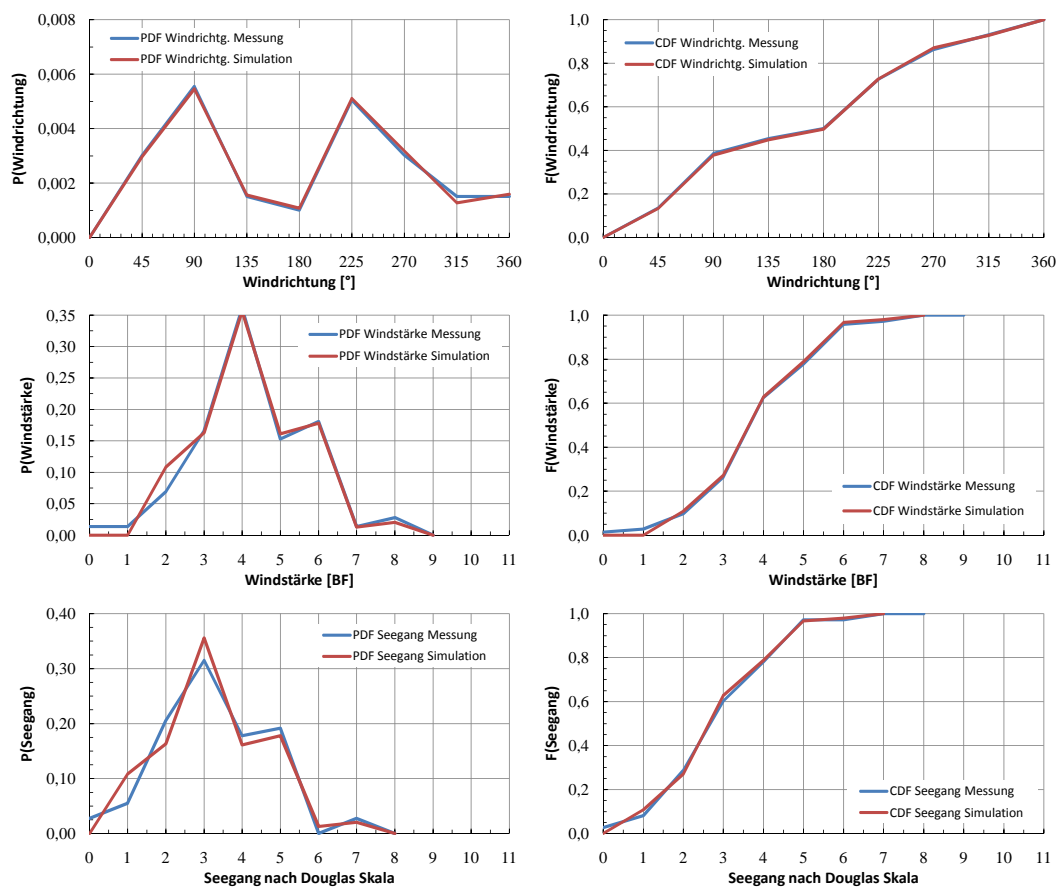 P(Windrichtung)
0,008
0,006
0,004
0,002
0,000
PDF Windrichtg. Messung
PDF Windrichtg. Simulation
0 45 90 135 180 225 270 315 360
Windrichtung [°]
F(Windrichtung)
1,0
0,8
0,6
0,4
0,2
0,0
CDF Windrichtg. Messung
CDF Windrichtg. Simulation
0 45 90 135 180 225 270 315 360
Windrichtung [°]
P(Windstärke)
0,35
0,30
0,25
0,20
0,15
0,10
0,05
0,00
PDF Windstärke Messung
PDF Windstärke Simulation
0 1 2 3 4 5 6 7 8 9 10 11
Windstärke [BF]
F(Windstärke)
1,0
0,8
0,6
0,4
0,2
0,0
CDF Windstärke Messung
CDF Windstärke Simulation
0 1 2 3 4 5 6 7 8 9 10 11
Windstärke [BF]
P(Seegang)
0,40
0,30
0,20
0,10
0,00
PDF Seegang Messung
PDF Seegang Simulation
0 1 2 3 4 5 6 7 8 9 10 11
Seegang nach Douglas Skala
F(Seegang)
1,0
0,8
0,6
0,4
0,2
0,0
CDF Seegang Messung
CDF Seegang Simulation
0 1 2 3 4 5 6 7 8 9 10 11
Seegang nach Douglas Skala